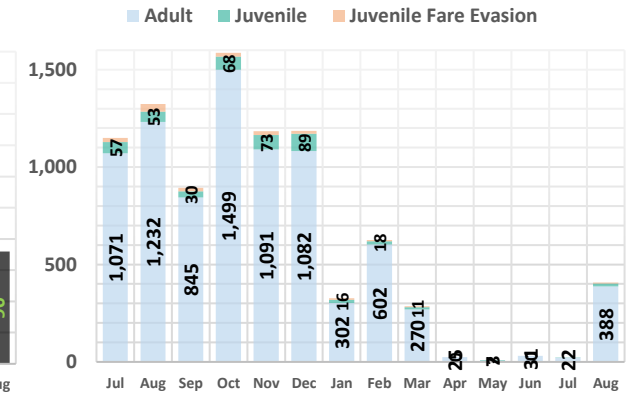 Adult Juvenile Juvenile Fare Evasion
1,500
1,000
500
0
57 53 30 68 73 89 16 18 11
1,071 1,232 845 1,499 1,091 1,082 302 602 270 22 388
Jul Aug Sep Oct Nov Dec Jan Feb Mar Apr May Jun Jul Aug